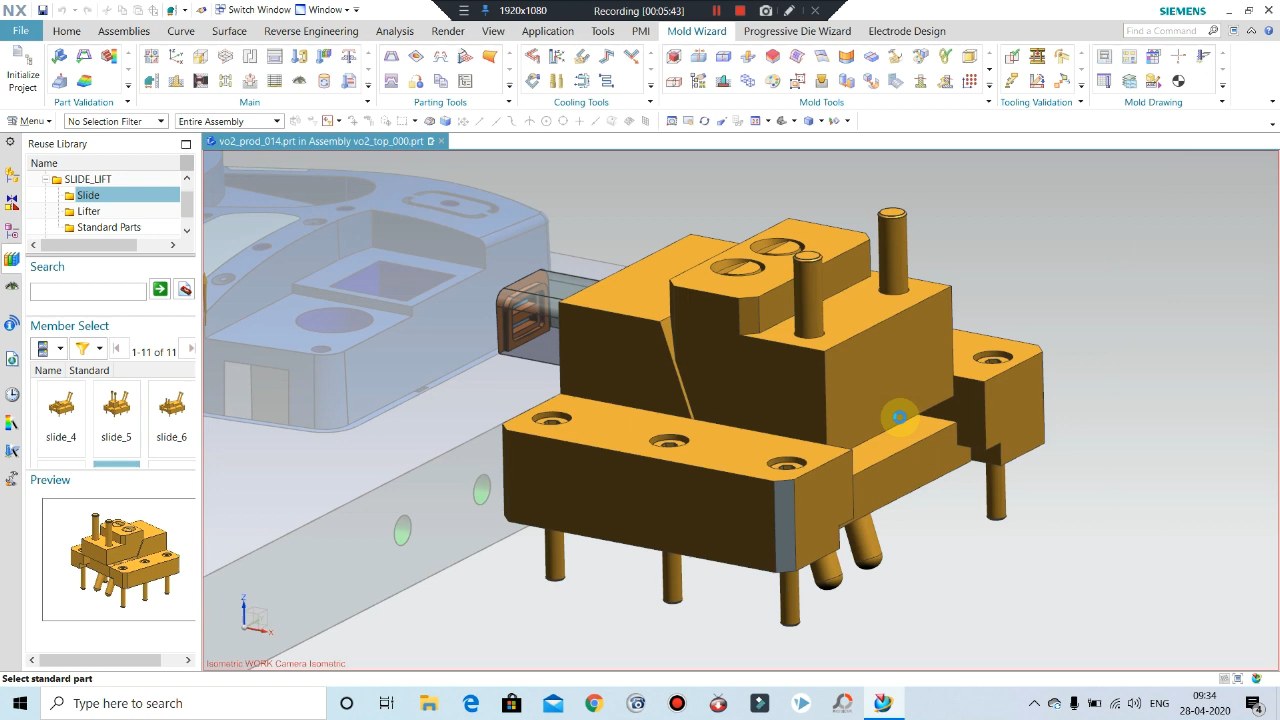 NX
Switch Window
Window
1920x1080
Recording [00:05:43]
SIEMENS
File
Home
Curve
Surface
Analysis
Render
View
Application
Tools
PMI
Mold Wizard
Progressive Die Wizard
Electrode Design
Find a Command
Initialize
Project
Part Validation
Main
Parting Tools
Cooling Tools
Mold Tools
Tooling Validation
Mold Drawing
Menu
No Selection Filter
Entire Assembly
Reuse Library
vo2_prod_014.prt in Assembly vo2_top_000.prt
Name
SLIDE_LIFT
Slide
Lifter
Standard Parts
Search
Member Select
1-11 of 11
Name Standard
slide_4
slide_5
slide_6
Preview
Z
X
Isometric WORK Camera Isometric
Select standard part
Type here to search
ENG
09:34
28-04-2020
4